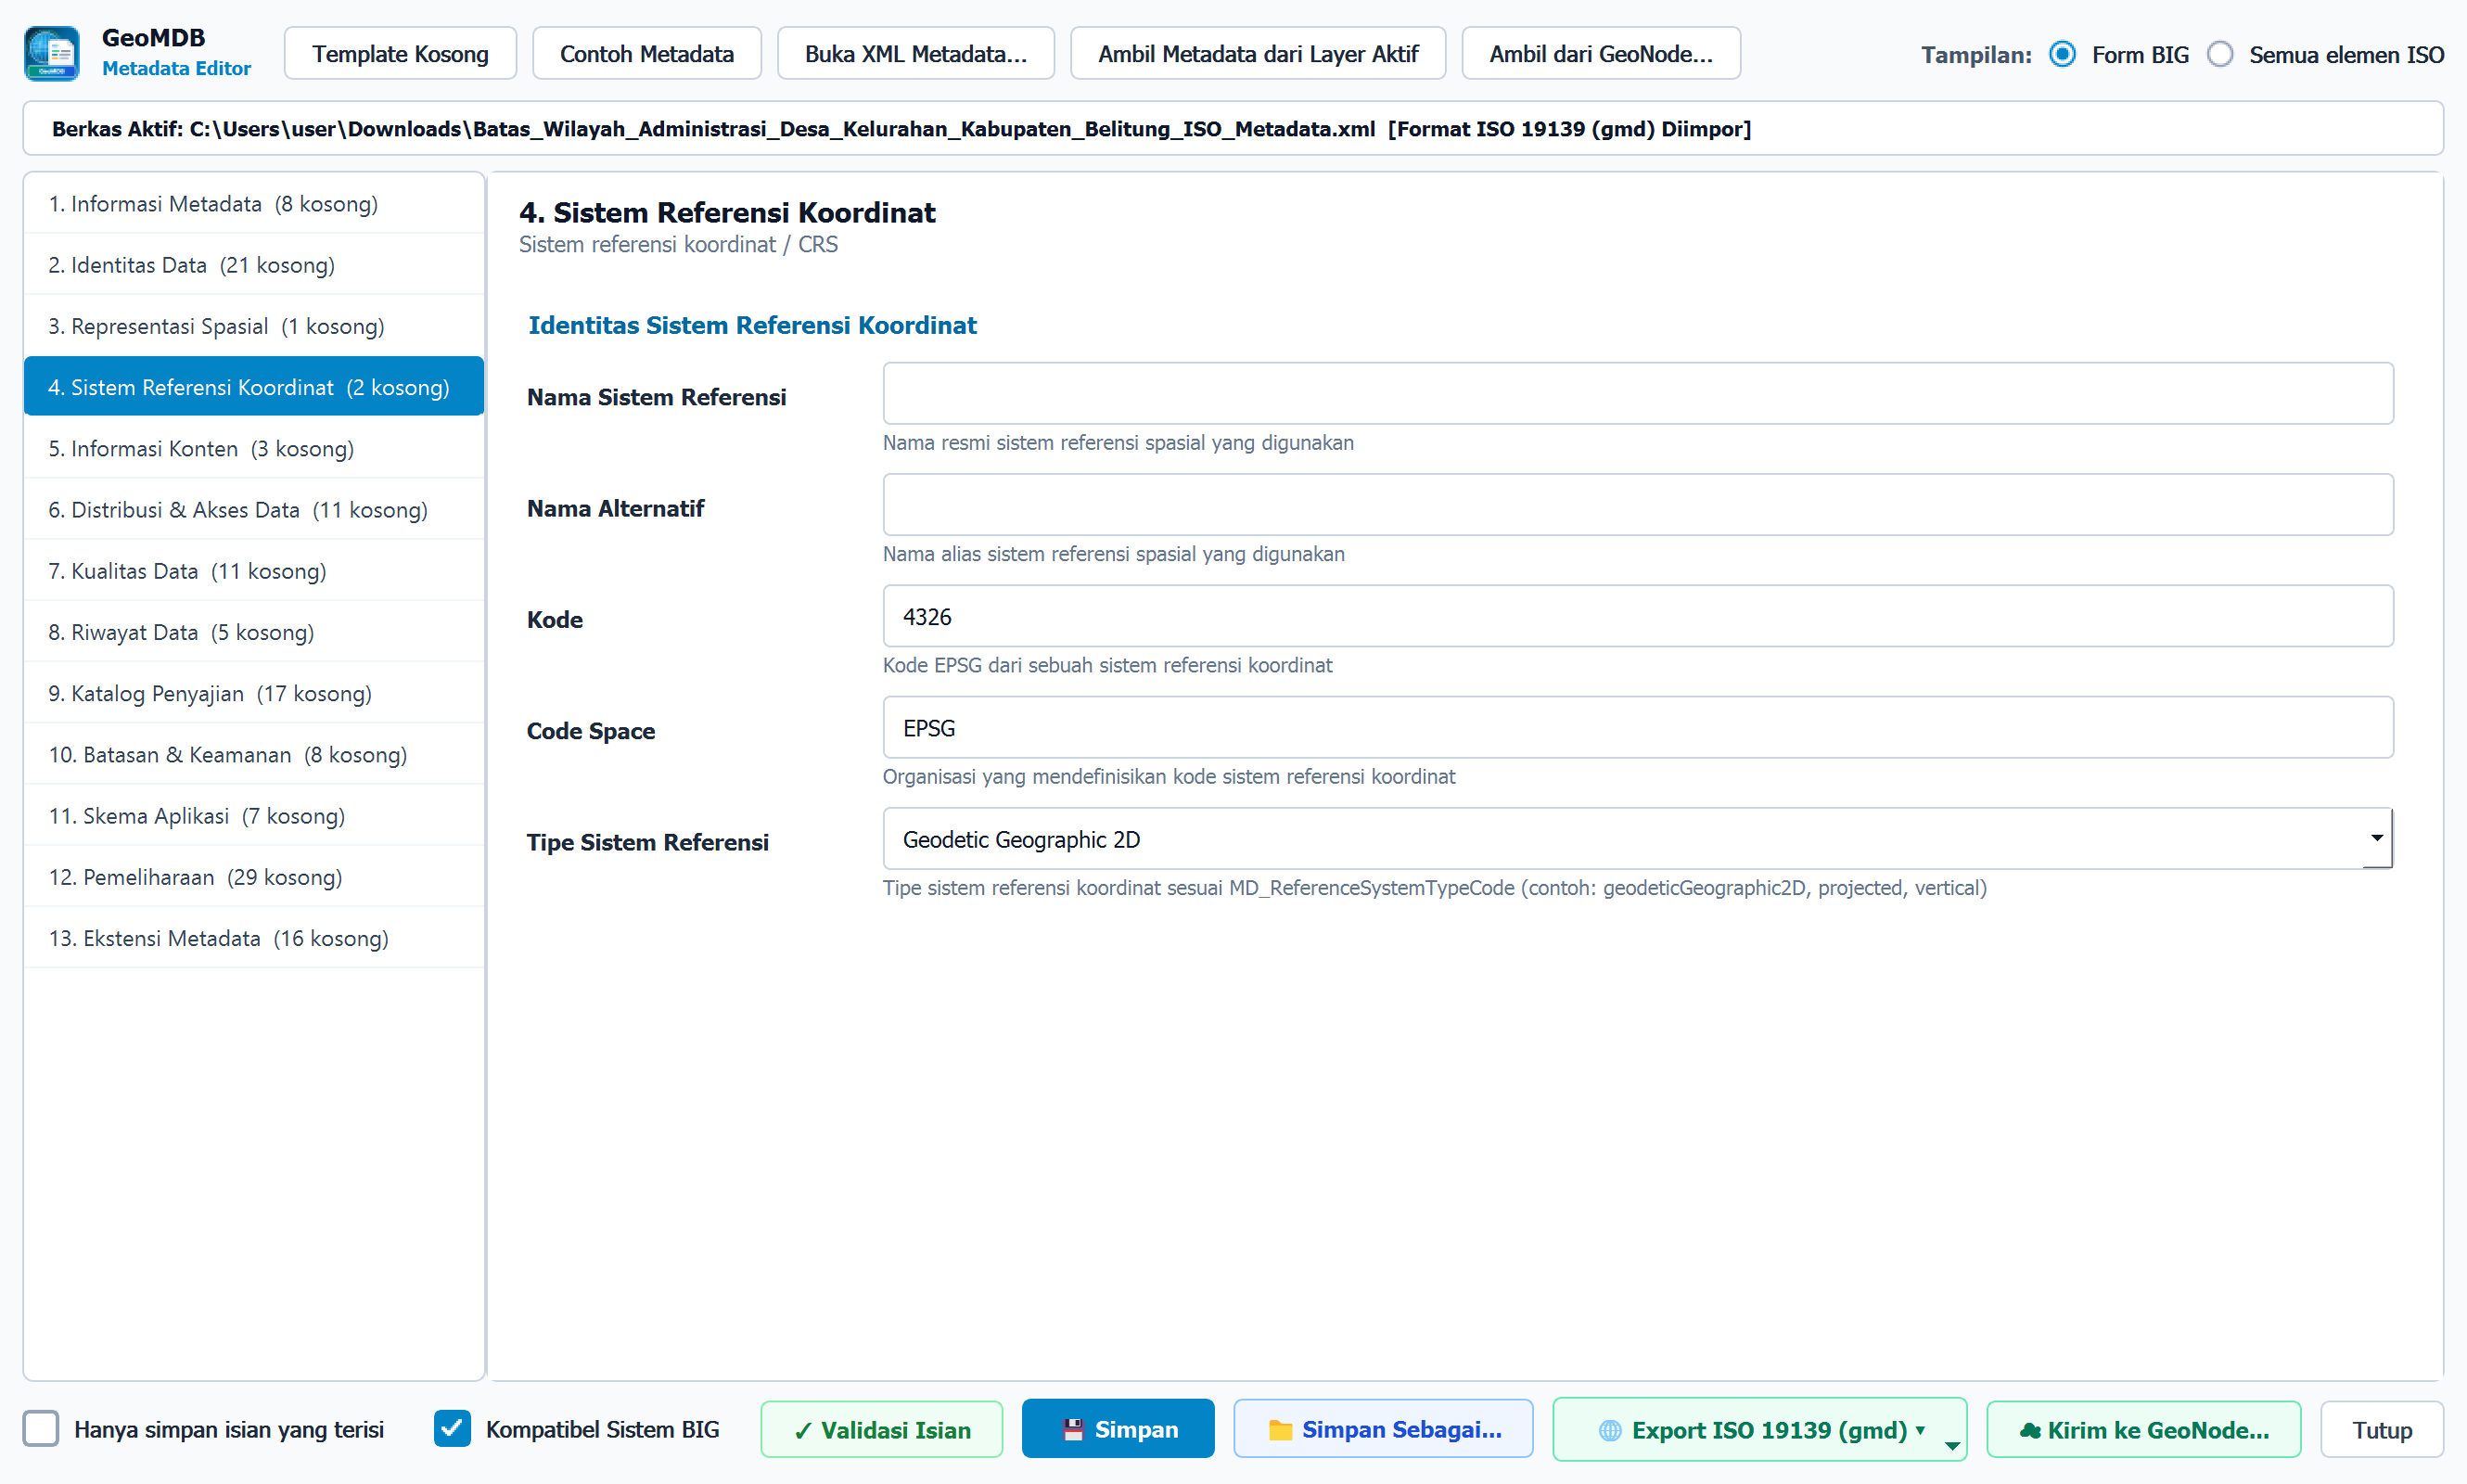 GeoMDB
Metadata Editor
Template Kosong
Contoh Metadata
Buka XML Metadata...
Ambil Metadata dari Layer Aktif
Ambil dari GeoNode...
Tampilan:
Form BIG
Semua elemen ISO
Berkas Aktif: C:\Users\user\Downloads\Batas_Wilayah_Administrasi_Desa_Kelurahan_Kabupaten_Belitung_ISO_Metadata.xml [Format ISO 19139 (gmd) Diimpor]
1. Informasi Metadata (8 kosong)
2. Identitas Data (21 kosong)
3. Representasi Spasial (1 kosong)
4. Sistem Referensi Koordinat (2 kosong)
5. Informasi Konten (3 kosong)
6. Distribusi & Akses Data (11 kosong)
7. Kualitas Data (11 kosong)
8. Riwayat Data (5 kosong)
9. Katalog Penyajian (17 kosong)
10. Batasan & Keamanan (8 kosong)
11. Skema Aplikasi (7 kosong)
12. Pemeliharaan (29 kosong)
13. Ekstensi Metadata (16 kosong)
4. Sistem Referensi Koordinat
Sistem referensi koordinat / CRS
Identitas Sistem Referensi Koordinat
Nama Sistem Referensi
Nama resmi sistem referensi spasial yang digunakan
Nama Alternatif
Nama alias sistem referensi spasial yang digunakan
Kode
4326
Kode EPSG dari sebuah sistem referensi koordinat
Code Space
EPSG
Organisasi yang mendefinisikan kode sistem referensi koordinat
Tipe Sistem Referensi
Geodetic Geographic 2D
Tipe sistem referensi koordinat sesuai MD_ReferenceSystemTypeCode (contoh: geodeticGeographic2D, projected, vertical)
Hanya simpan isian yang terisi
Kompatibel Sistem BIG
✓ Validasi Isian
Simpan
Simpan Sebagai...
Export ISO 19139 (gmd) ▾
Kirim ke GeoNode...
Tutup